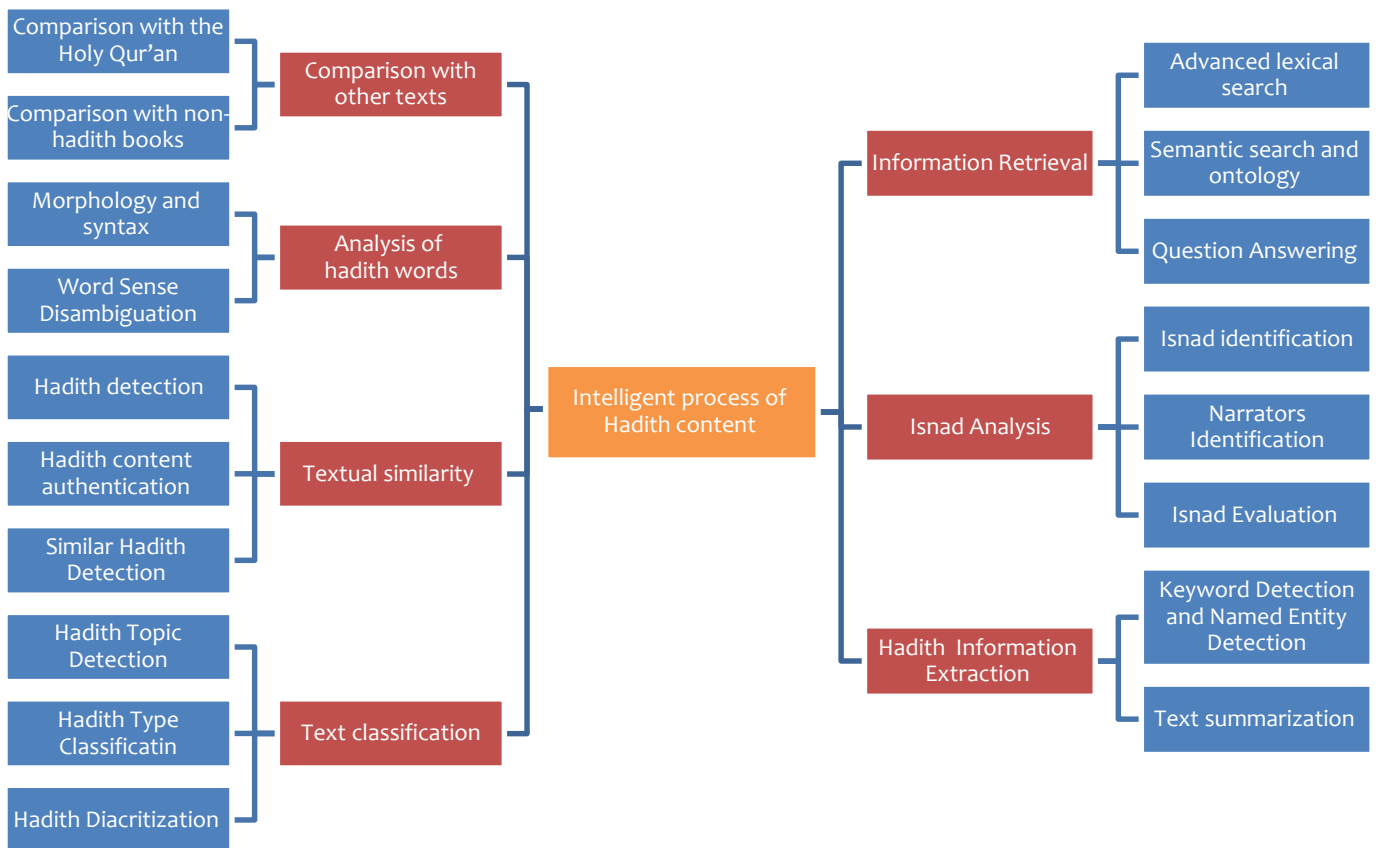 Comparison with the
Holy Qur’an
Comparison with non-
hadith books
Comparison with
other texts
Morphology and
syntax
Word Sense
Disambiguation
Analysis of
hadith words
Hadith detection
Hadith content
authentication
Similar Hadith
Detection
Textual similarity
Hadith Topic
Detection
Hadith Type
Classificatin
Hadith Diacritization
Text classification
Intelligent process of
Hadith content
Information Retrieval
Advanced lexical
search
Semantic search and
ontology
Question Answering
Isnad Analysis
Isnad identification
Narrators
Identification
Isnad Evaluation
Hadith Information
Extraction
Keyword Detection
and Named Entity
Detection
Text summarization